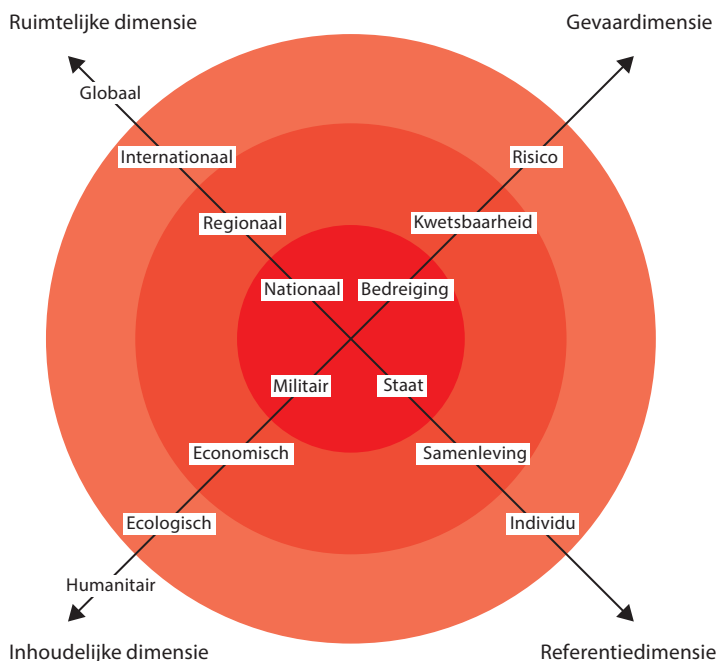 Ruimtelijke dimensie
Gevaardimensie
Globaal
Internationaal
Risico
Regionaal
Kwetsbaarheid
Nationaal
Bedreiging
Militair
Staat
Economisch
Samenleving
Ecologisch
Individu
Humanitair
Inhoudelijke dimensie
Referentiedimensie